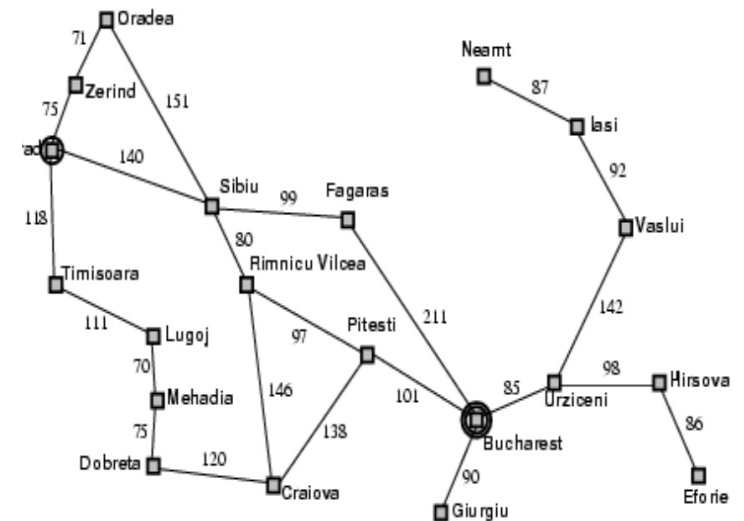 Oradea
71
Neamt
Zerind
87
75
151
Iasi
rad
140
92
Sibiu
Fagaras
99
118
Vaslui
80
Timisoara
Rimnicu Vilcea
211
142
111
Lugoj
97
Pitesti
70
98
Hirsova
146
101
85
Mehadia
Urziceni
75
138
86
Bucharest
Dobreta
120
90
Craiova
Eforie
Giurgiu